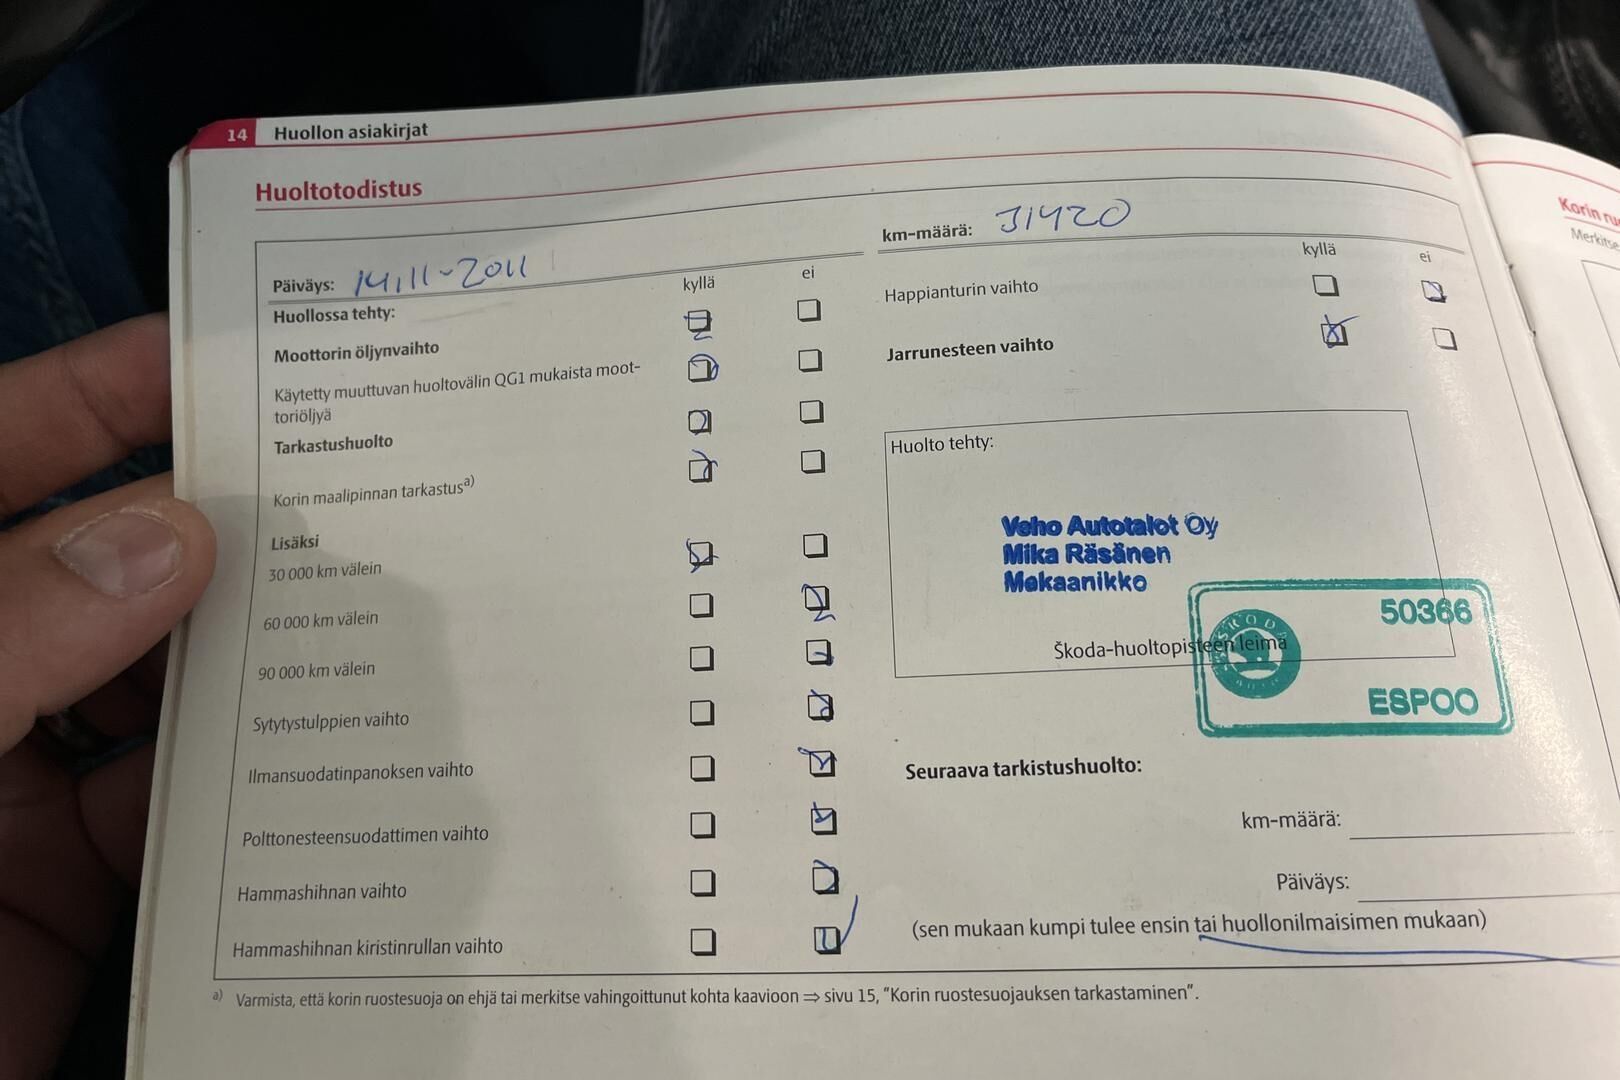 14 Huollon asiakirjat
Huoltotodistus
Päiväys: 14.11-2011
kyllä ei
Huollossa tehty:
Moottorin öljynvaihto
Käytetty muuttuvan huoltovälin QG1 mukaista moot-
toriöljyä
Tarkastushuolto
Korin maalipinnan tarkastus a)
Lisäksi
30 000 km välein
60 000 km välein
90 000 km välein
Sytytystulppien vaihto
Ilmansuodatinpanoksen vaihto
Polttonesteensuodattimen vaihto
Hammashihnan vaihto
Hammashihnan kiristinrullan vaihto
km-määrä: 31420
kyllä ei
Happianturin vaihto
Jarrunesteen vaihto
Huolto tehty:
Veho Autotalot Oy
Mika Räsänen
Mekaanikko
50366
SKODA
Škoda-huoltopisteen leima
ESPOO
Seuraava tarkistushuolto:
km-määrä:
Päiväys:
(sen mukaan kumpi tulee ensin tai huollonilmaisimen mukaan)
a) Varmista, että korin ruostesuoja on ehjä tai merkitse vahingoittunut kohta kaavioon ⇒ sivu 15, "Korin ruostesuojauksen tarkastaminen".
Korin
Merkitse